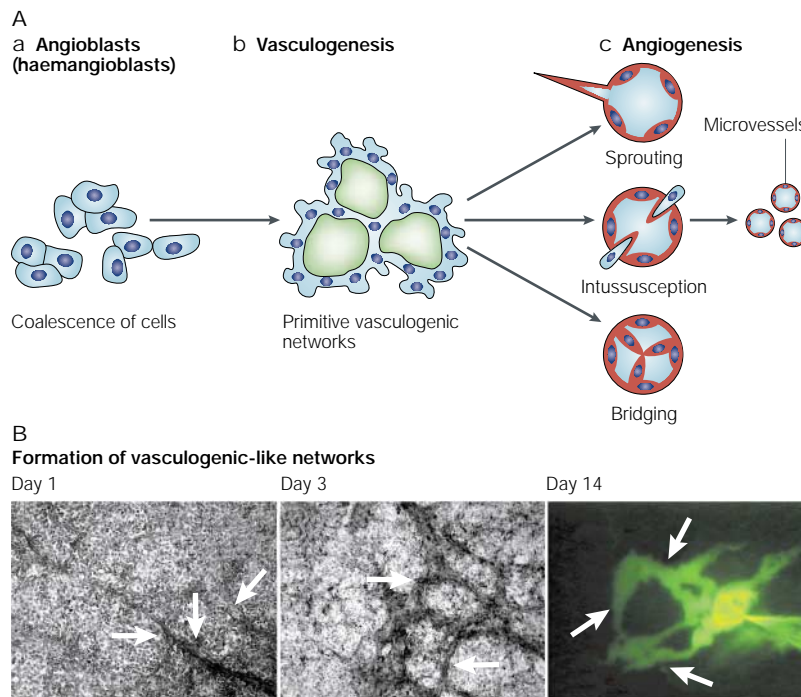 A
a Angioblasts
(haemangioblasts)
b Vasculogenesis
c Angiogenesis
Microvessels
Sprouting
Intussusception
Coalescence of cells
Primitive vasculogenic
networks
Bridging
B
Formation of vasculogenic-like networks
Day 1
Day 3
Day 14